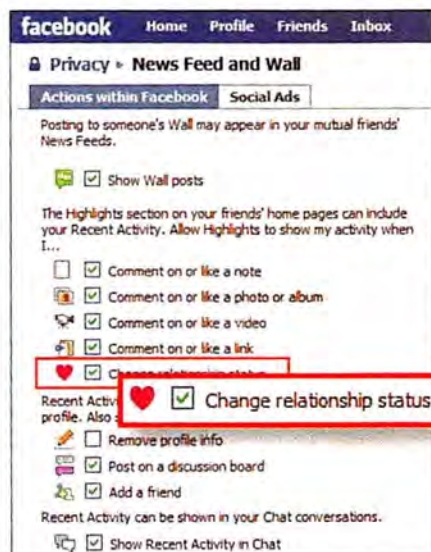 facebook Home Profile Friends Inbox
Privacy » News Feed and Wall
Actions within Facebook Social Ads
Posting to someone's Wall may appear in your mutual friends'
News Feeds.
Show Wall posts
The Highlights section on your friends' home pages can include
your Recent Activity. Allow Highlights to show my activity when
I...
Comment on or like a note
Comment on or like a photo or album
Comment on or like a video
Comment on or like a link
Change relationship status
Change relationship status
Recent
profile. Also
Remove profile info
Post on a discussion board
Add a friend
Recent Activity can be shown in your Chat conversations.
Show Recent Activity in Chat